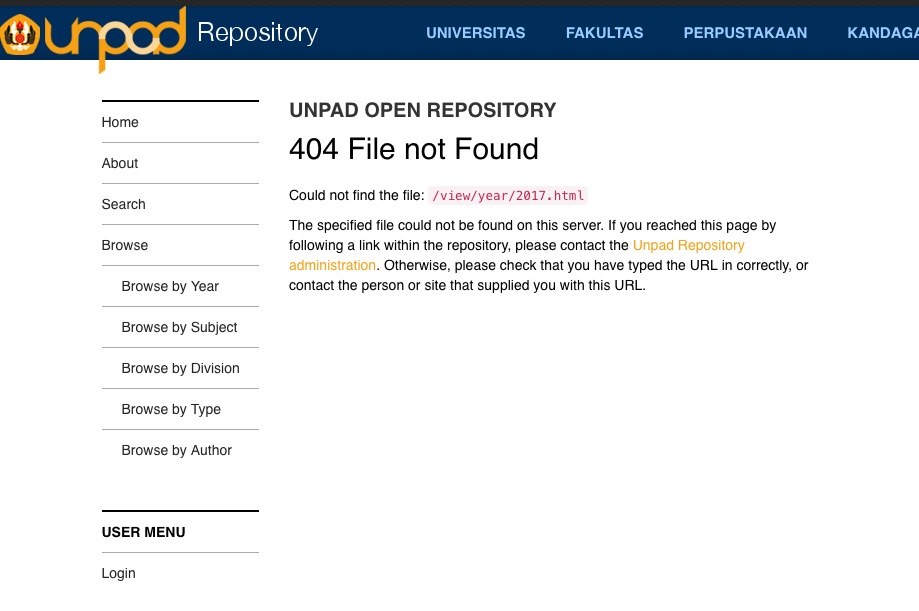 unpad Repository
UNIVERSITAS FAKULTAS PERPUSTAKAAN KANDAGA
Home
About
Search
Browse
Browse by Year
Browse by Subject
Browse by Division
Browse by Type
Browse by Author
USER MENU
Login
UNPAD OPEN REPOSITORY
404 File not Found
Could not find the file: /view/year/2017.html
The specified file could not be found on this server. If you reached this page by
following a link within the repository, please contact the Unpad Repository
administration. Otherwise, please check that you have typed the URL in correctly, or
contact the person or site that supplied you with this URL.